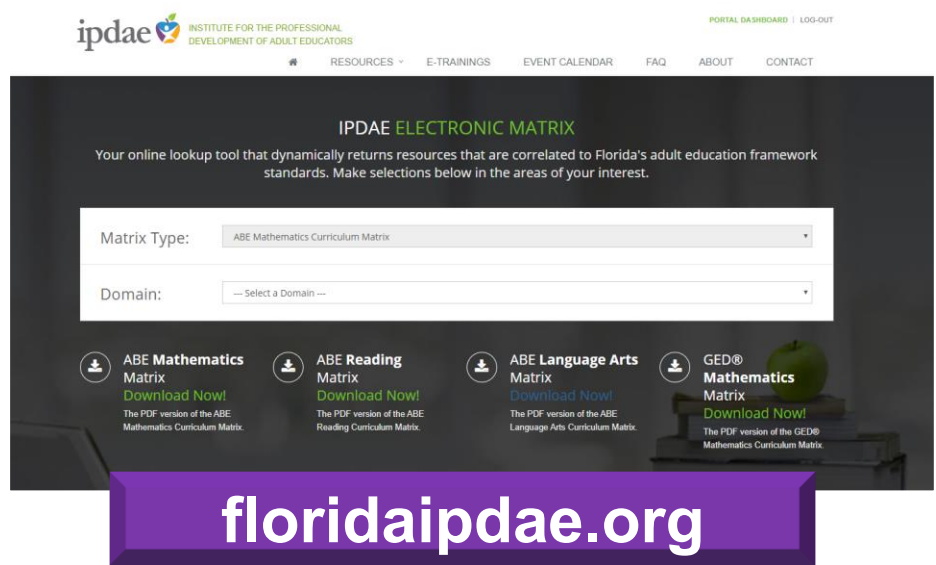 ipdae INSTITUTE FOR THE PROFESSIONAL
DEVELOPMENT OF ADULT EDUCATORS
PORTAL DASHBOARD | LOG-OUT
RESOURCES E-TRAININGS EVENT CALENDAR FAQ ABOUT CONTACT
IPDAE ELECTRONIC MATRIX
Your online lookup tool that dynamically returns resources that are correlated to Florida's adult education framework
standards. Make selections below in the areas of your interest.
Matrix Type: ABE Mathematics Curriculum Matrix
Domain: --- Select a Domain ---
ABE Mathematics
Matrix
Download Now!
The PDF version of the ABE
Mathematics Curriculum Matrix.
ABE Reading
Matrix
Download Now!
The PDF version of the ABE
Reading Curriculum Matrix.
ABE Language Arts
Matrix
Download Now!
The PDF version of the ABE
Language Arts Curriculum Matrix.
GED®
Mathematics
Matrix
Download Now!
The PDF version of the GED®
Mathematics Curriculum Matrix.
floridaipdae.org